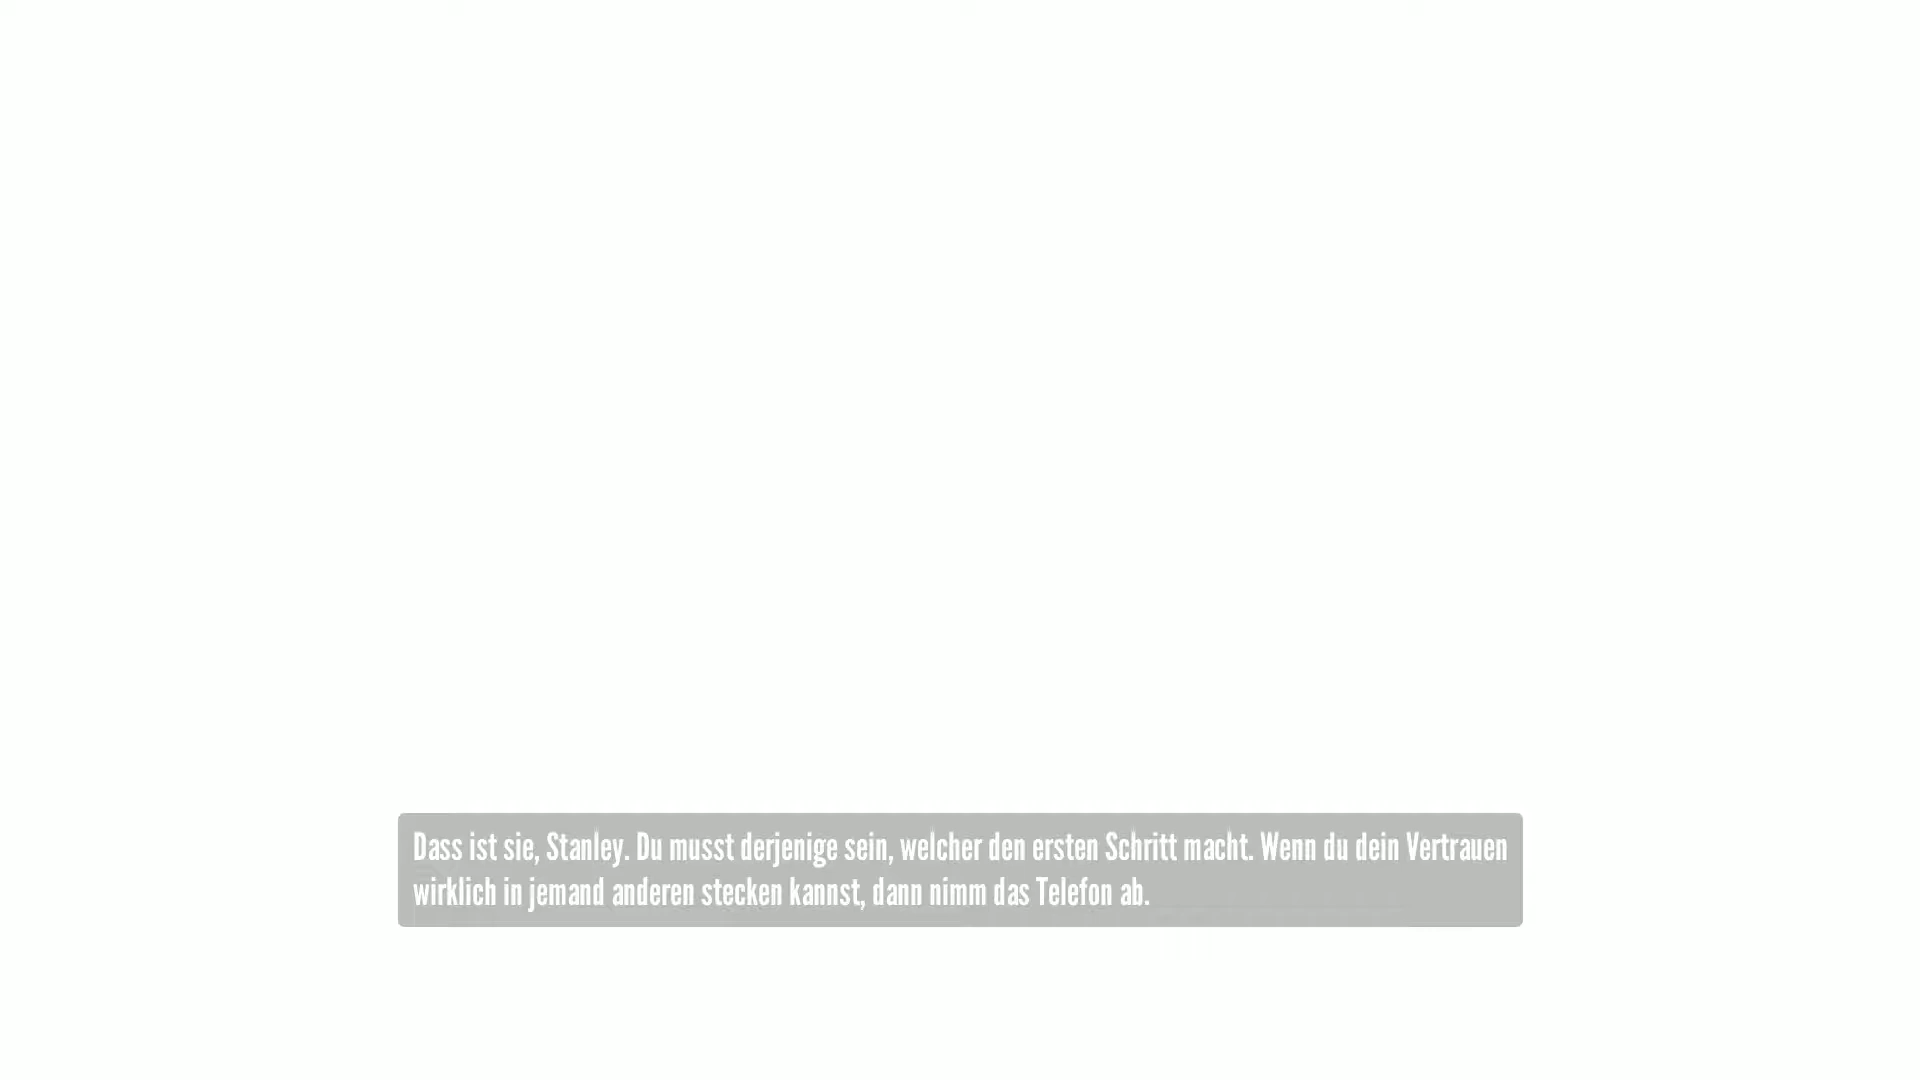 Dass ist sie, Stanley. Du musst derjenige sein, welcher den ersten Schritt macht. Wenn du dein Vertrauen
wirklich in jemand anderen stecken kannst, dann nimm das Telefon ab.